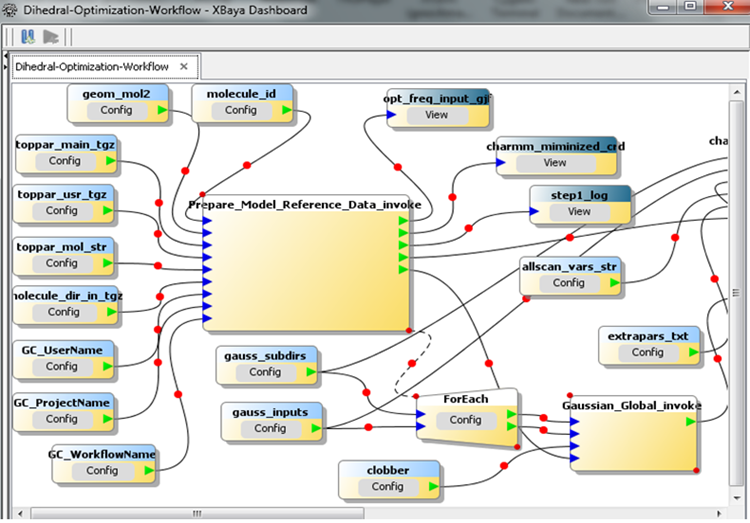 Dihedral-Optimization-Workflow - XBaya Dashboard
Dihedral-Optimization-Workflow
geom_mol2
Config
molecule_id
Config
opt_freq_input_gjf
View
toppar_main_tgz
Config
charmm_miminized_crd
View
cha
toppar_usr_tgz
Config
step1_log
View
Prepare_Model_Reference_Data_invoke
toppar_mol_str
Config
allscan_vars_str
Config
molecule_dir_in_tgz
Config
extrapars_txt
Config
GC_UserName
Config
gauss_subdirs
Config
GC_ProjectName
Config
gauss_inputs
Config
ForEach
Config
Gaussian_Global_invoke
GC_WorkflowName
Config
clobber
Config